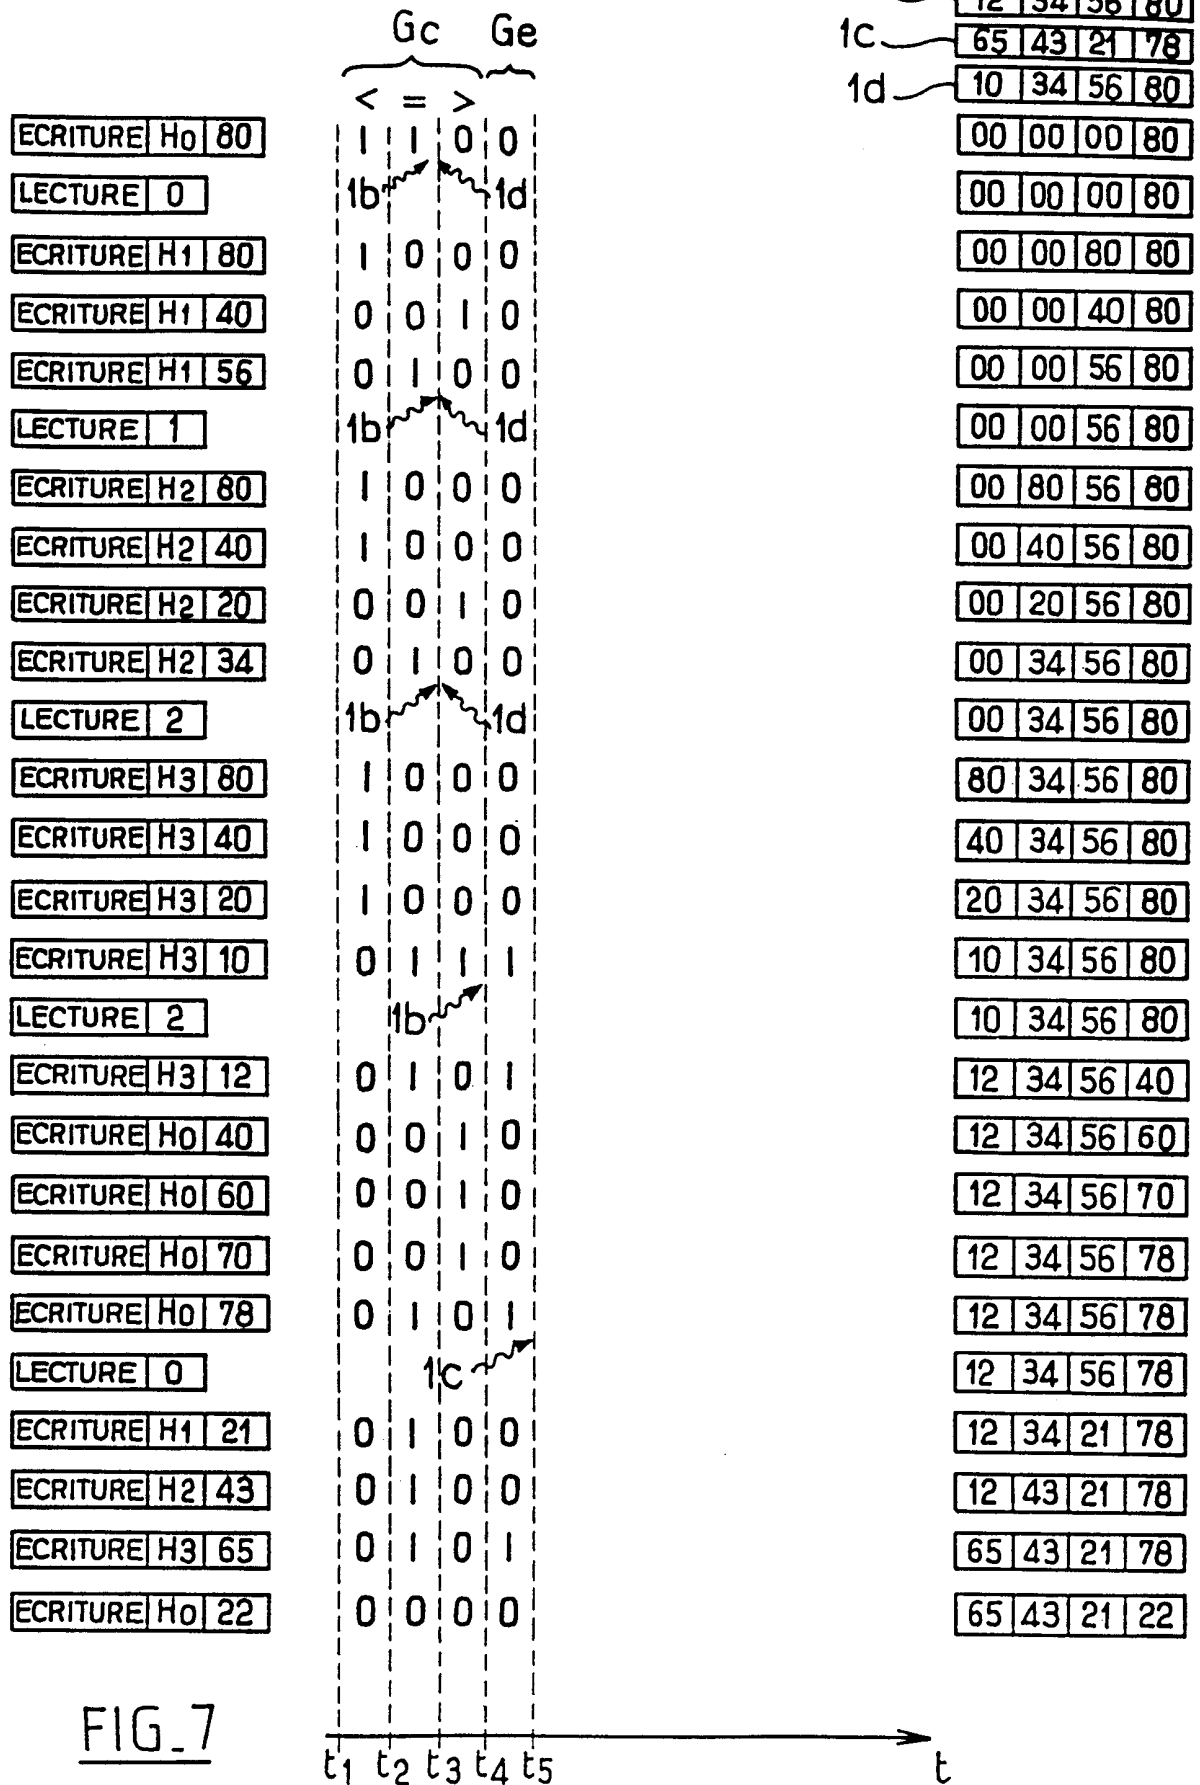 12 34 56 80
Gc Ge
1c 65 43 21 78
1d 10 34 56 80
< = >
ECRITURE H0 80 1 1 0 0 00 00 00 80
LECTURE 0 1b 1d 00 00 00 80
ECRITURE H1 80 1 0 0 0 00 00 80 80
ECRITURE H1 40 0 0 1 0 00 00 40 80
ECRITURE H1 56 0 1 0 0 00 00 56 80
LECTURE 1 1b 1d 00 00 56 80
ECRITURE H2 80 1 0 0 0 00 80 56 80
ECRITURE H2 40 1 0 0 0 00 40 56 80
ECRITURE H2 20 0 0 1 0 00 20 56 80
ECRITURE H2 34 0 1 0 0 00 34 56 80
LECTURE 2 1b 1d 00 34 56 80
ECRITURE H3 80 1 0 0 0 80 34 56 80
ECRITURE H3 40 1 0 0 0 40 34 56 80
ECRITURE H3 20 1 0 0 0 20 34 56 80
ECRITURE H3 10 0 1 1 1 10 34 56 80
LECTURE 2 1b 10 34 56 80
ECRITURE H3 12 0 1 0 1 12 34 56 40
ECRITURE H0 40 0 0 1 0 12 34 56 60
ECRITURE H0 60 0 0 1 0 12 34 56 70
ECRITURE H0 70 0 0 1 0 12 34 56 78
ECRITURE H0 78 0 1 0 1 12 34 56 78
LECTURE 0 1c 12 34 56 78
ECRITURE H1 21 0 1 0 0 12 34 21 78
ECRITURE H2 43 0 1 0 0 12 43 21 78
ECRITURE H3 65 0 1 0 1 65 43 21 78
ECRITURE H0 22 0 0 0 0 65 43 21 22
FIG_7
t1 t2 t3 t4 t5 t